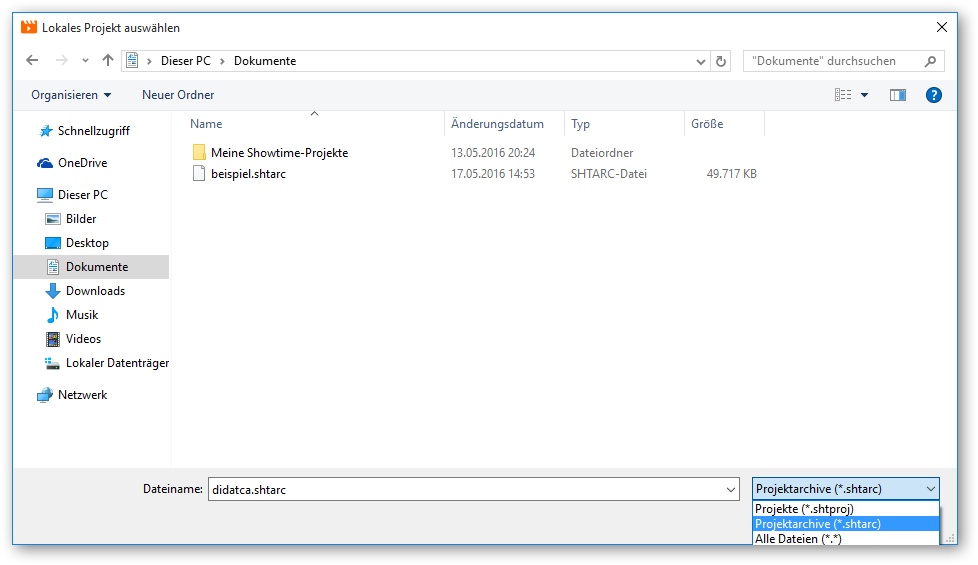 Lokales Projekt auswählen
Dieser PC > Dokumente
"Dokumente" durchsuchen
Organisieren
Neuer Ordner
?
Name Änderungsdatum Typ Größe
Meine Showtime-Projekte 13.05.2016 20:24 Dateiordner
beispiel.shtarc 17.05.2016 14:53 SHTARC-Datei 49.717 KB
Schnellzugriff
OneDrive
Dieser PC
Bilder
Desktop
Dokumente
Downloads
Musik
Videos
Lokaler Datenträger
Netzwerk
Dateiname: didatca.shtarc Projektarchive (*.shtarc)
Projekte (*.shtproj)
Projektarchive (*.shtarc)
Alle Dateien (*.*)